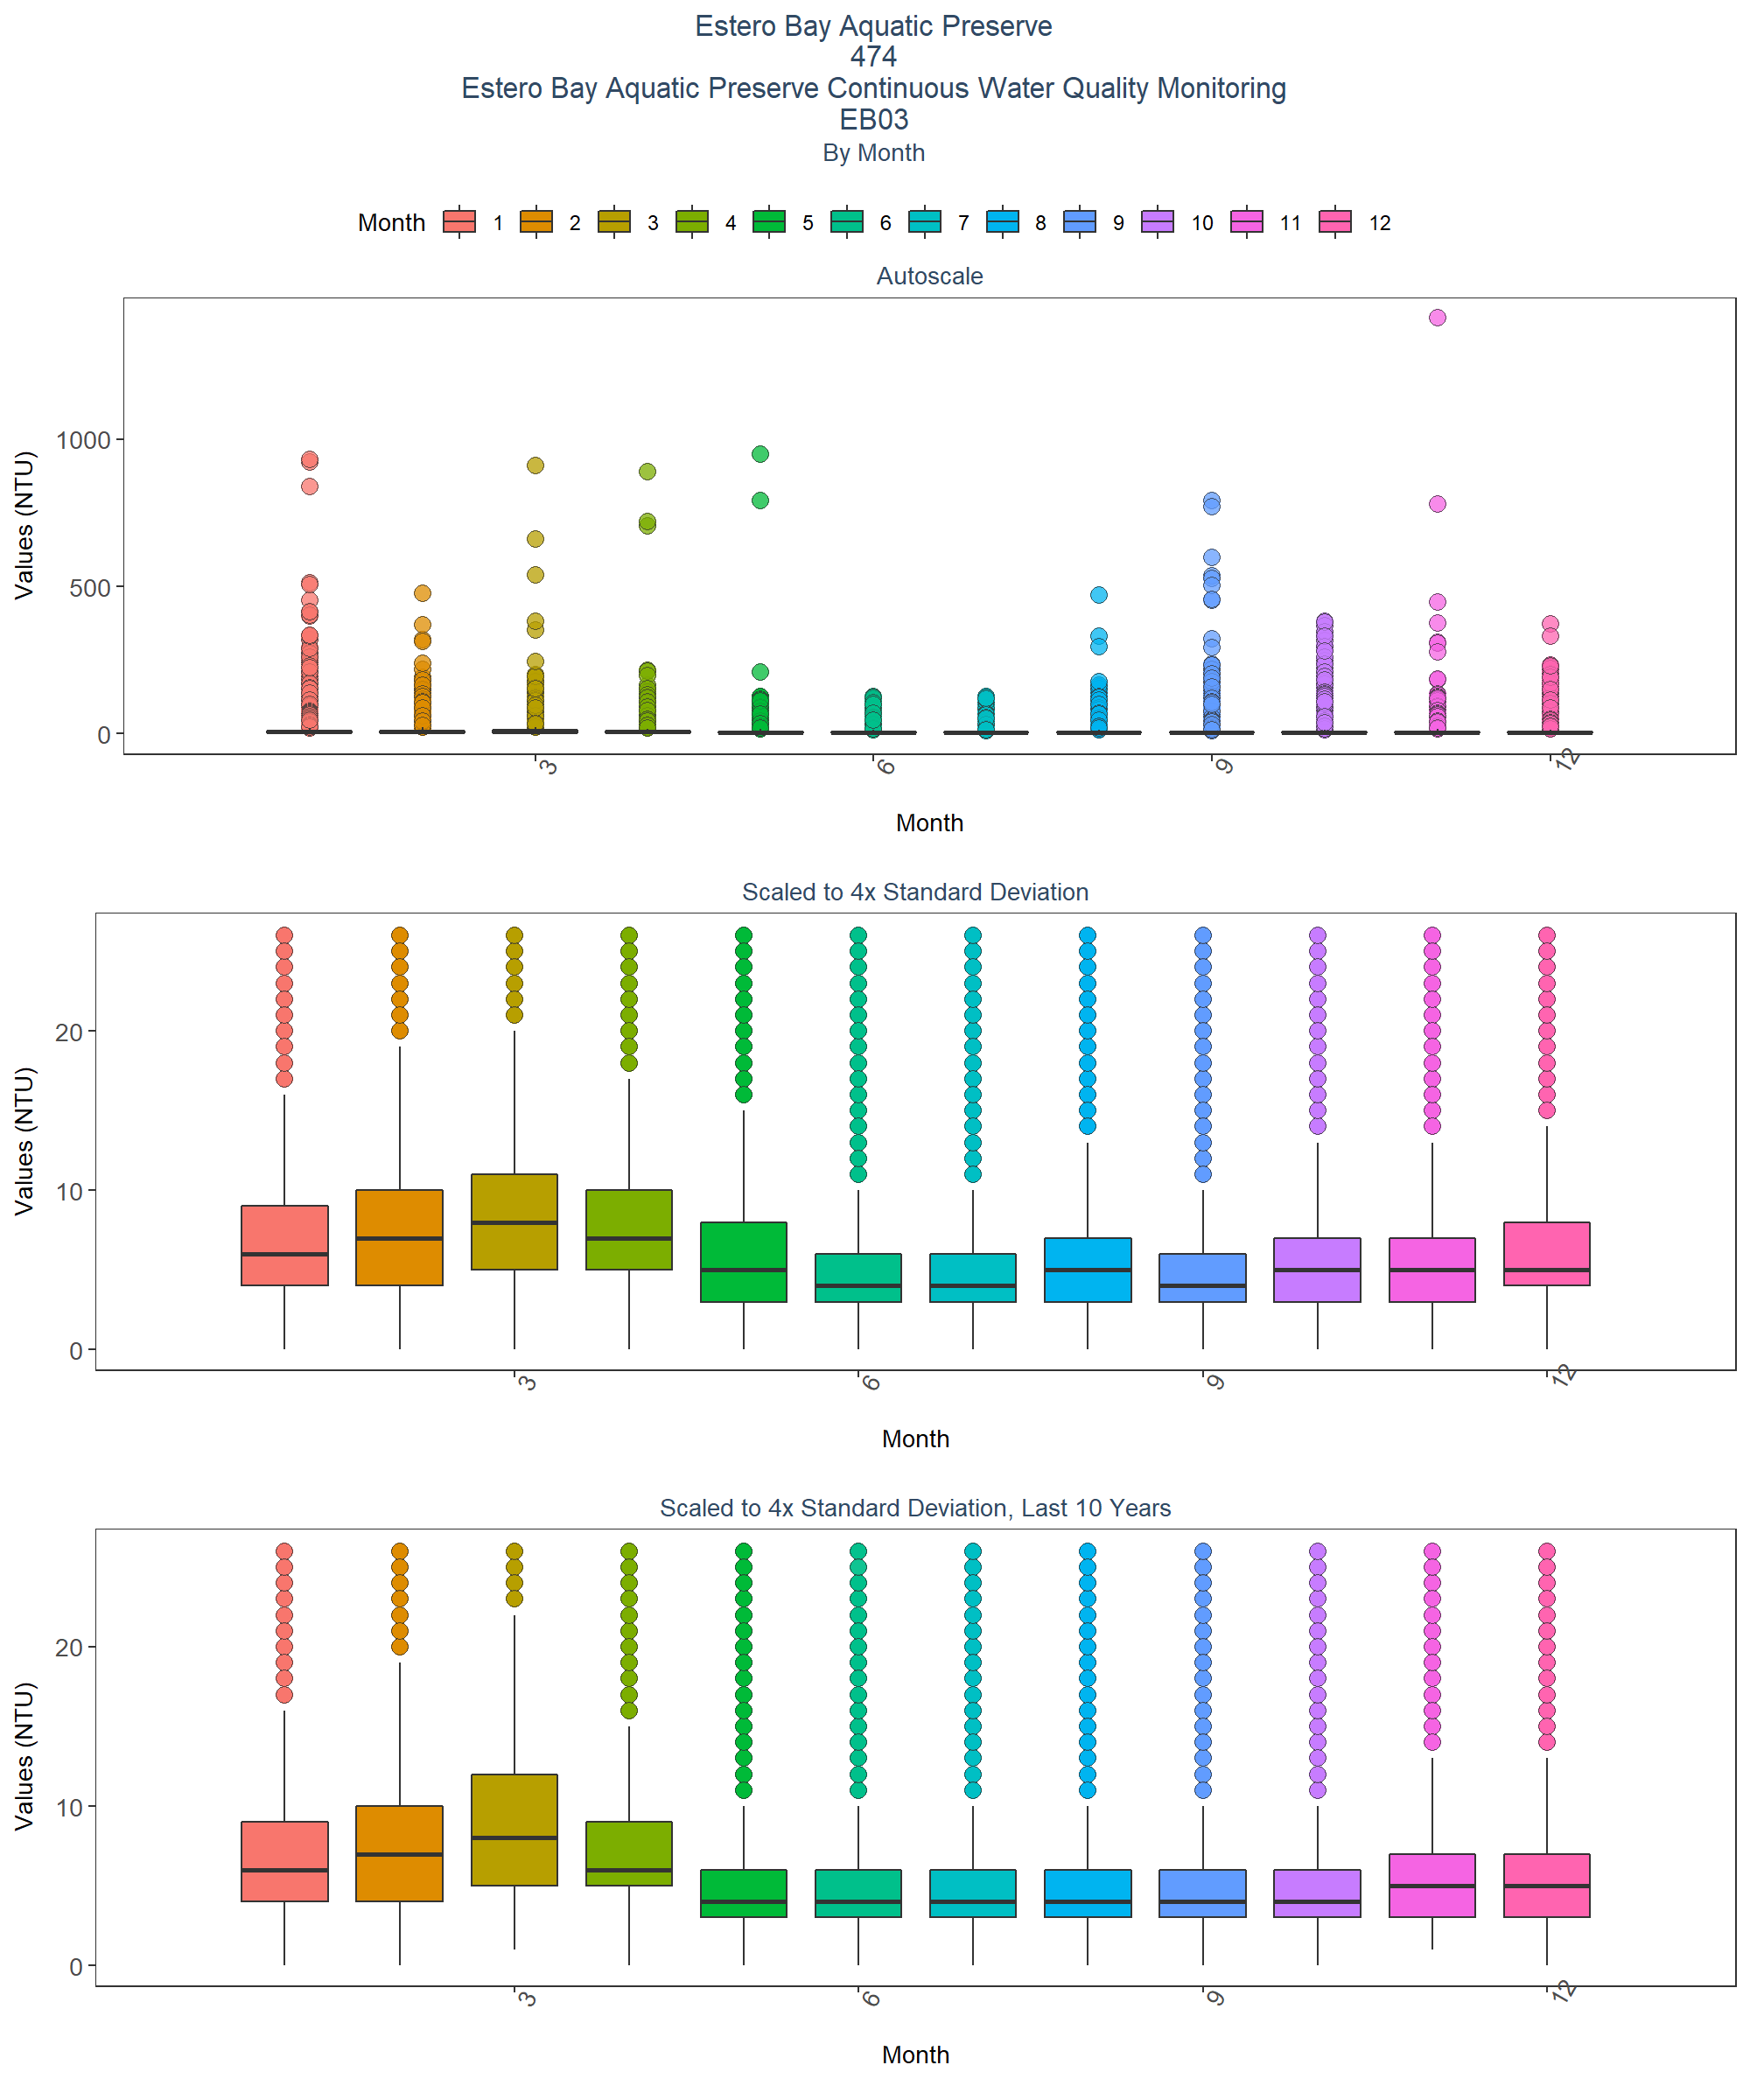 Estero Bay Aquatic Preserve
474
Estero Bay Aquatic Preserve Continuous Water Quality Monitoring
EB03
By Month
Month 1 2 3 4 5 6 7 8 9 10 11 12
Autoscale
Values (NTU)
1000
500
0
3 6 9 12
Month
Scaled to 4x Standard Deviation
Values (NTU)
20
10
0
3 6 9 12
Month
Scaled to 4x Standard Deviation, Last 10 Years
Values (NTU)
20
10
0
3 6 9 12
Month